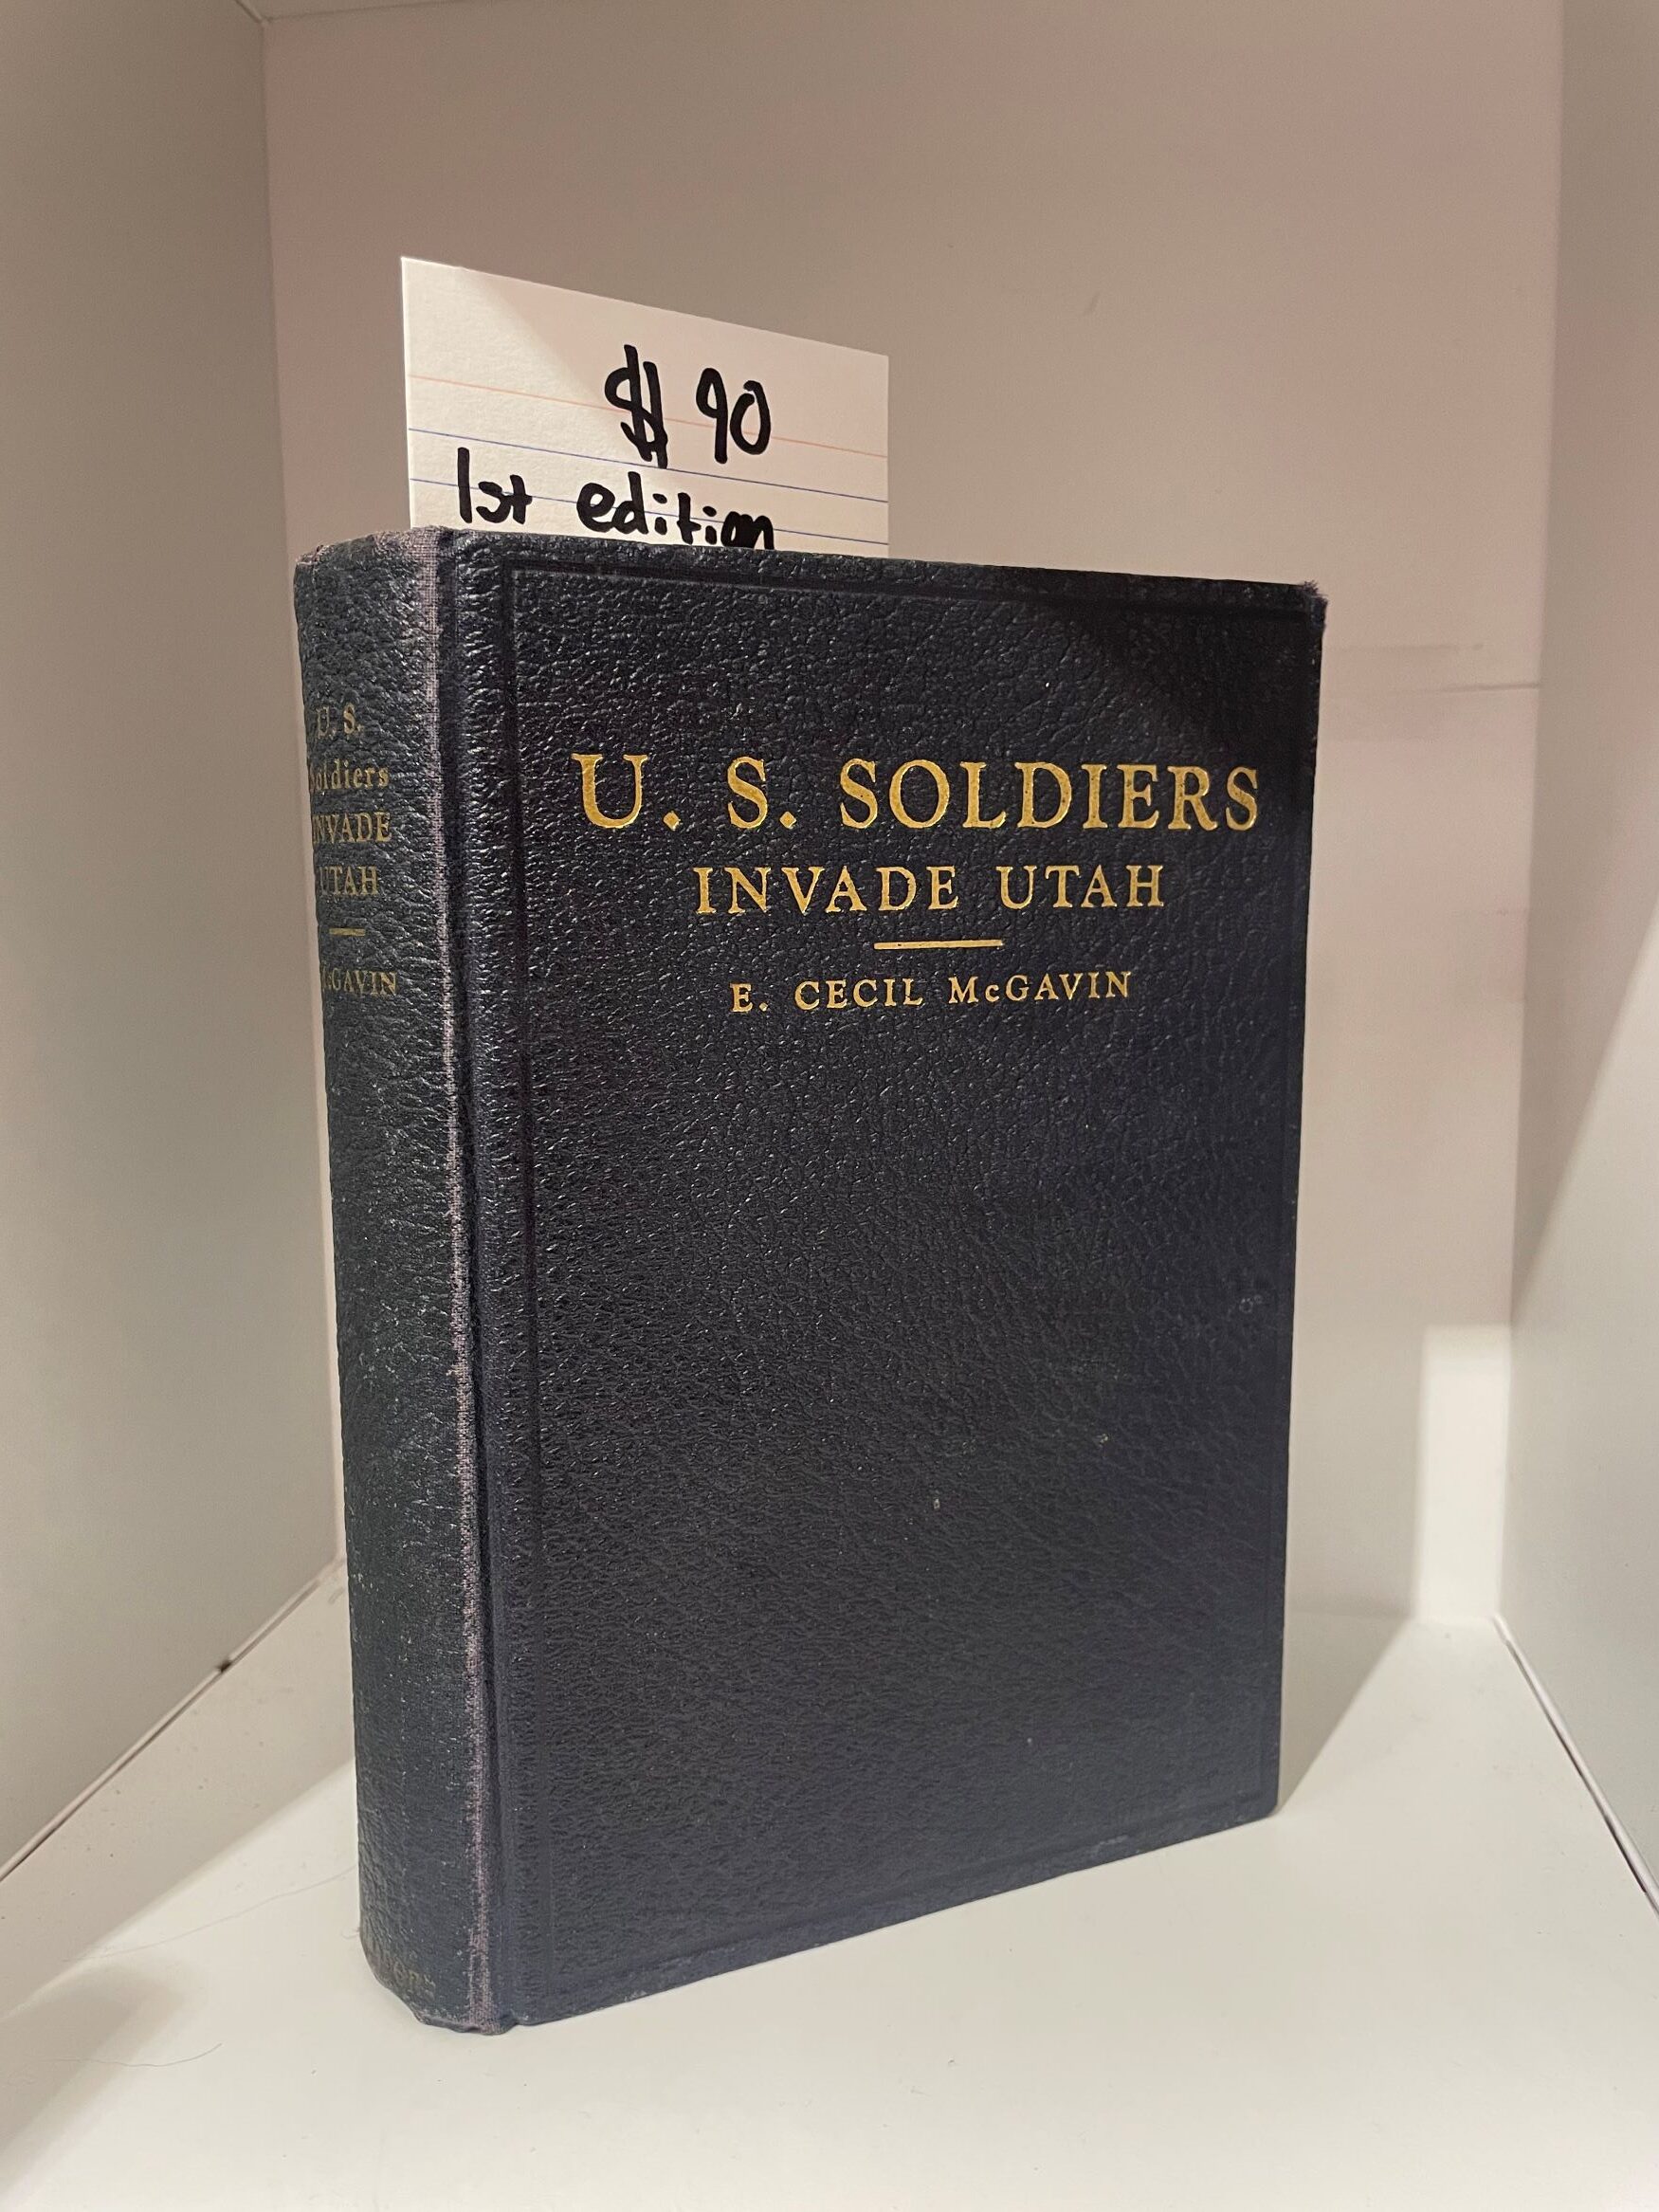 $ 90
1st edition
U. S.
Soldiers
INVADE
UTAH
McGAVIN
U. S. SOLDIERS
INVADE UTAH
E. CECIL McGAVIN